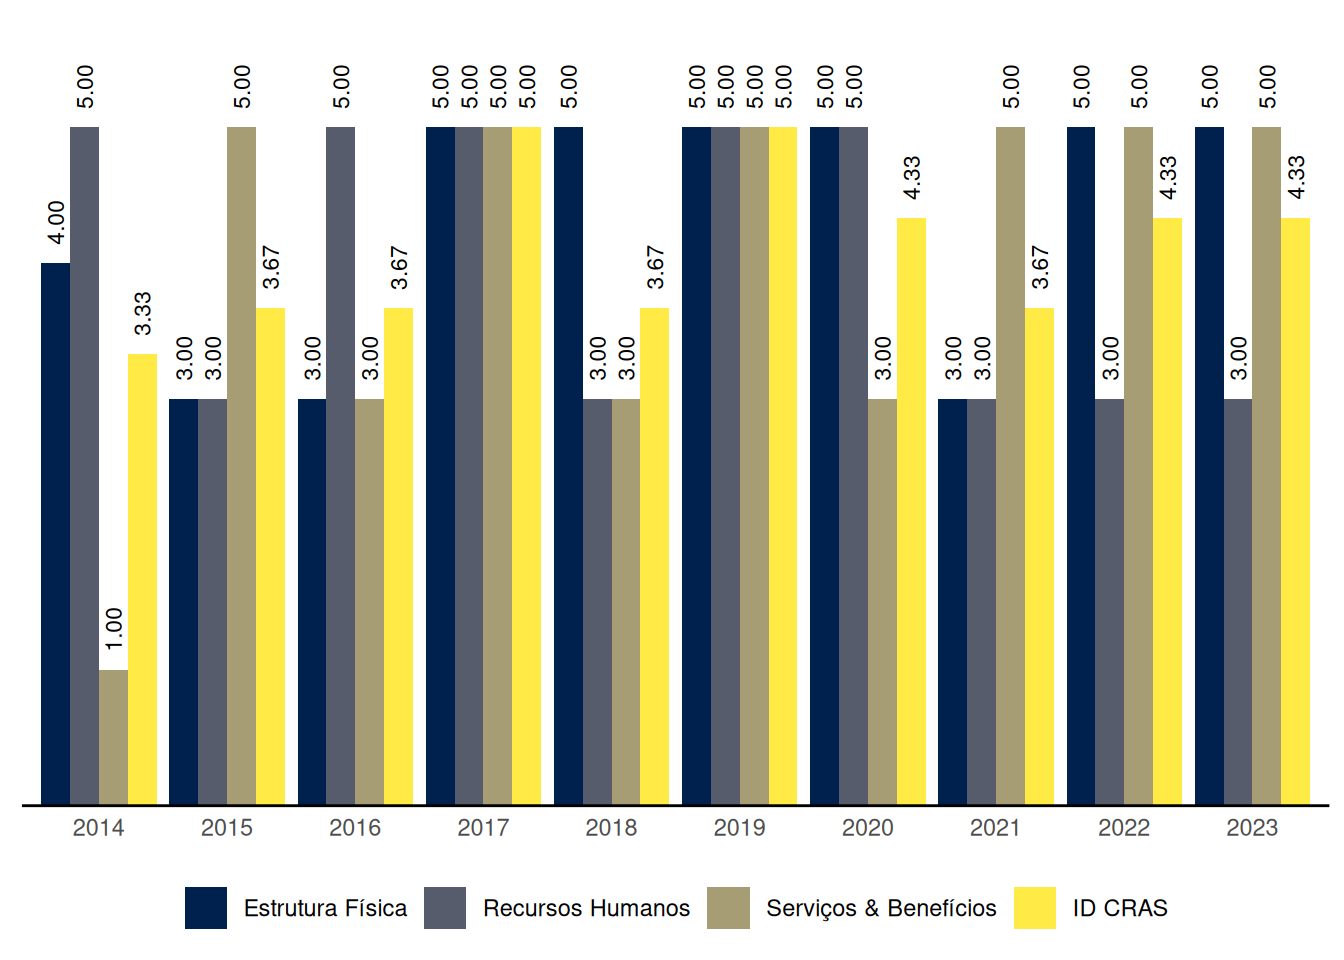 4.00 5.00 1.00 3.33 3.00 3.00 5.00 3.67 3.00 5.00 3.00 3.67 5.00 5.00 5.00 5.00 5.00 3.00 3.00 3.67 5.00 5.00 5.00 5.00 5.00 5.00 3.00 4.33 3.00 3.00 5.00 3.67 5.00 3.00 5.00 4.33 5.00 3.00 5.00 4.33
2014 2015 2016 2017 2018 2019 2020 2021 2022 2023
Estrutura Física Recursos Humanos Serviços & Benefícios ID CRAS